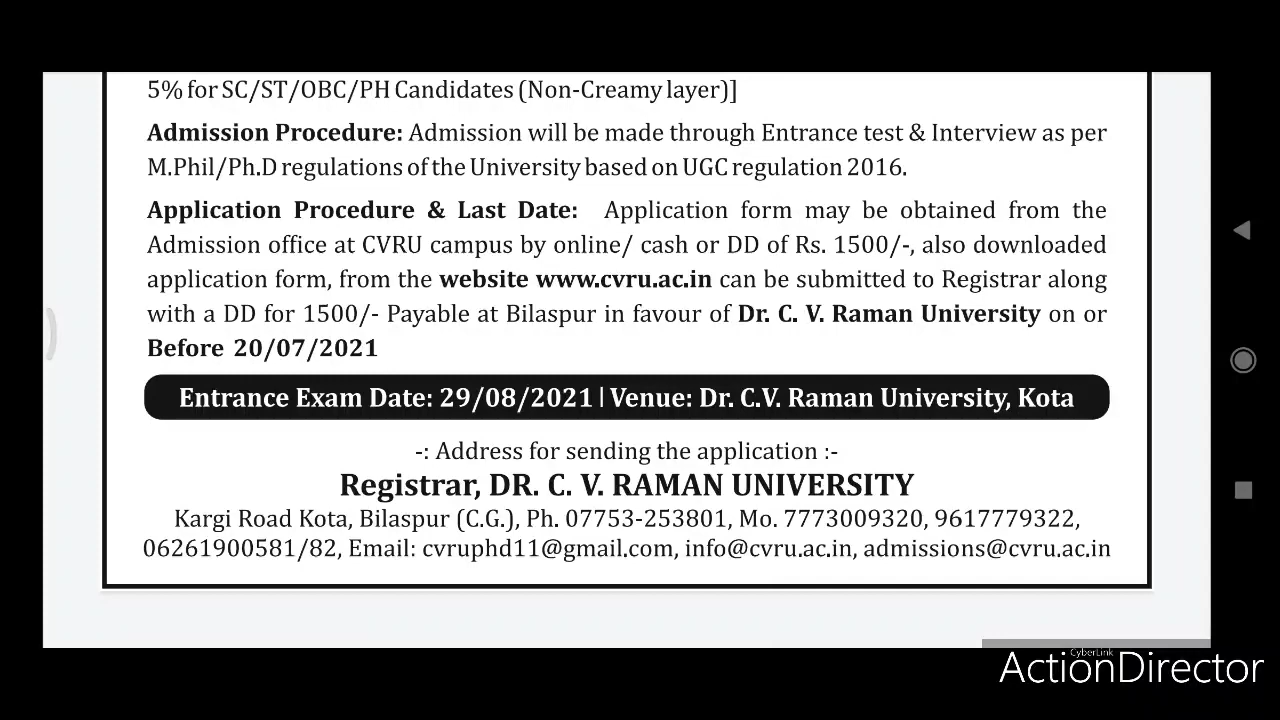 5% for SC/ST/OBC/PH Candidates (Non-Creamy layer)]
Admission Procedure: Admission will be made through Entrance test & Interview as per
M.Phil/Ph.D regulations of the University based on UGC regulation 2016.
Application Procedure & Last Date: Application form may be obtained from the
Admission office at CVRU campus by online/ cash or DD of Rs. 1500/-, also downloaded
application form, from the website www.cvru.ac.in can be submitted to Registrar along
with a DD for 1500/- Payable at Bilaspur in favour of Dr. C. V. Raman University on or
Before 20/07/2021
Entrance Exam Date: 29/08/2021 | Venue: Dr. C.V. Raman University, Kota
-: Address for sending the application :-
Registrar, DR. C. V. RAMAN UNIVERSITY
Kargi Road Kota, Bilaspur (C.G.), Ph. 07753-253801, Mo. 7773009320, 9617779322,
06261900581/82, Email: cvruphd11@gmail.com, info@cvru.ac.in, admissions@cvru.ac.in
CyberLink
ActionDirector